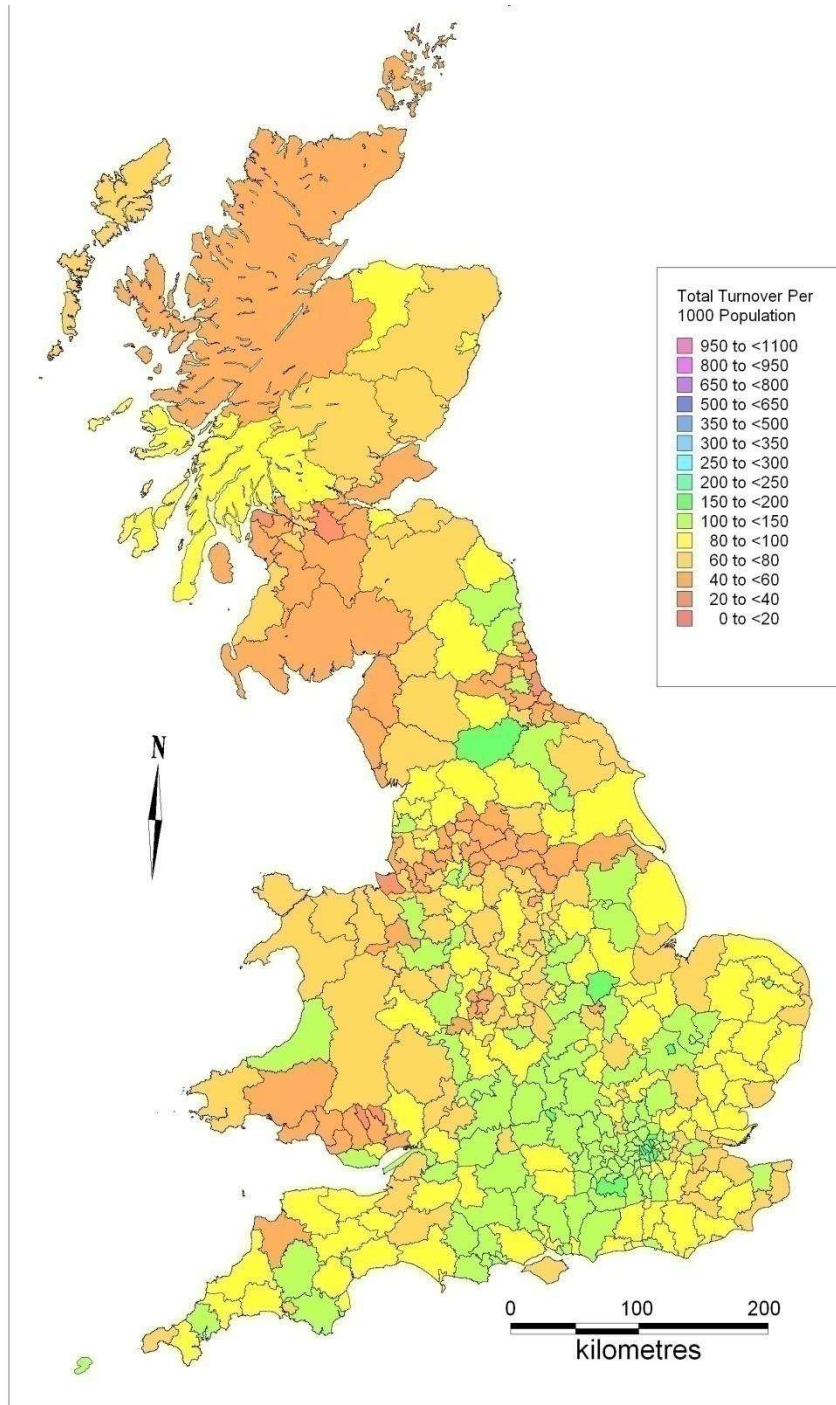 Total Turnover Per
1000 Population
950 to <1100
800 to <950
650 to <800
500 to <650
350 to <500
300 to <350
250 to <300
200 to <250
150 to <200
100 to <150
80 to <100
60 to <80
40 to <60
20 to <40
0 to <20
N
0 100 200
kilometres